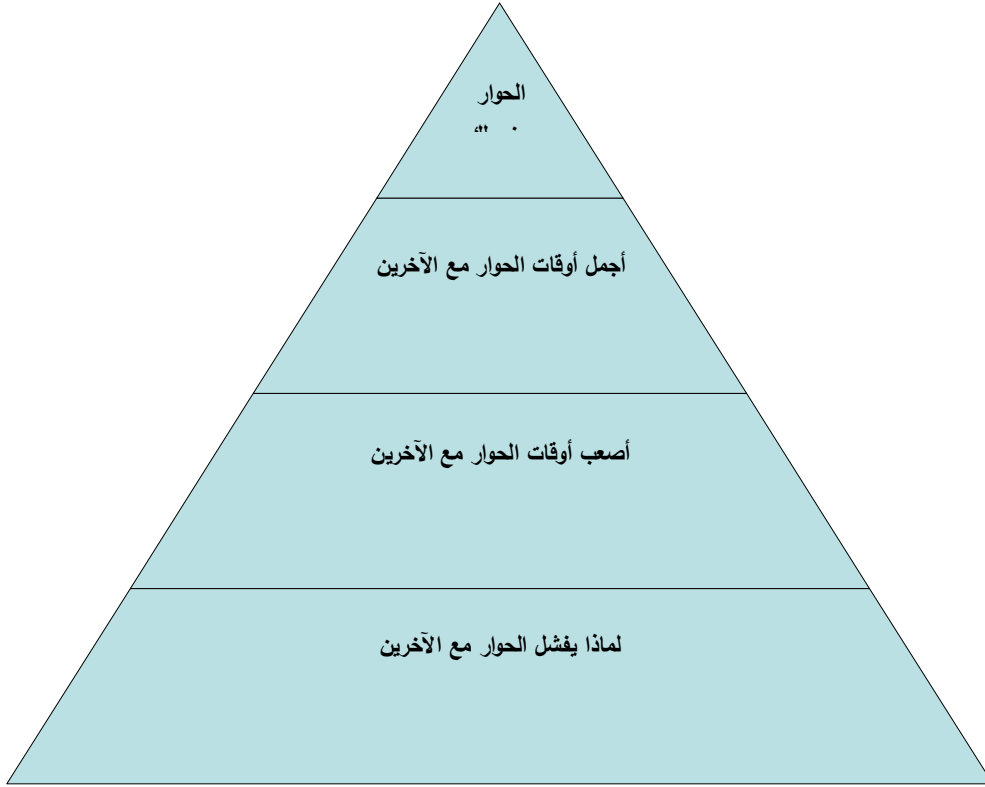 الحوار
أجمل أوقات الحوار مع الآخرين
أصعب أوقات الحوار مع الآخرين
لماذا يفشل الحوار مع الآخرين